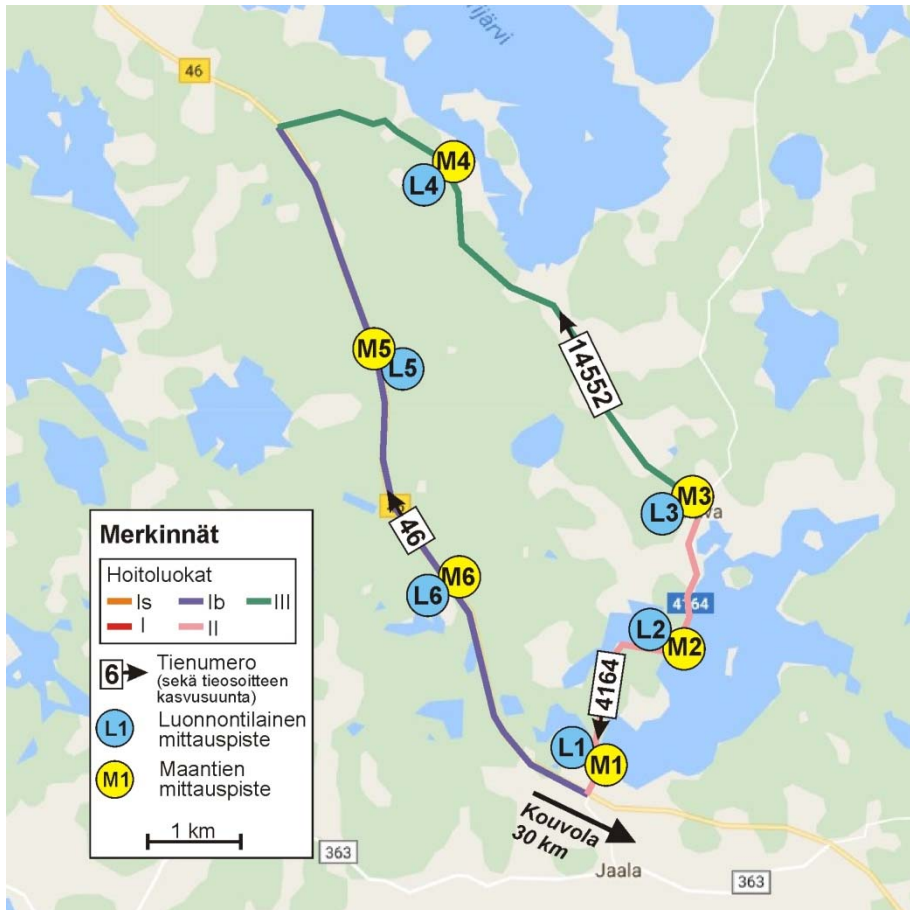 ijärvi
46
M4
L4
14552
M5
L5
M3
L3
va
46
M6
L6
4164
L2
M2
4164
L1
M1
Kouvola
30 km
363
Jaala
363
Merkinnät
Hoitoluokat
Is Ib III
I II
6 Tienumero
(sekä tieosoitteen
kasvusuunta)
L1 Luonnontilainen
mittauspiste
M1 Maantien
mittauspiste
1 km